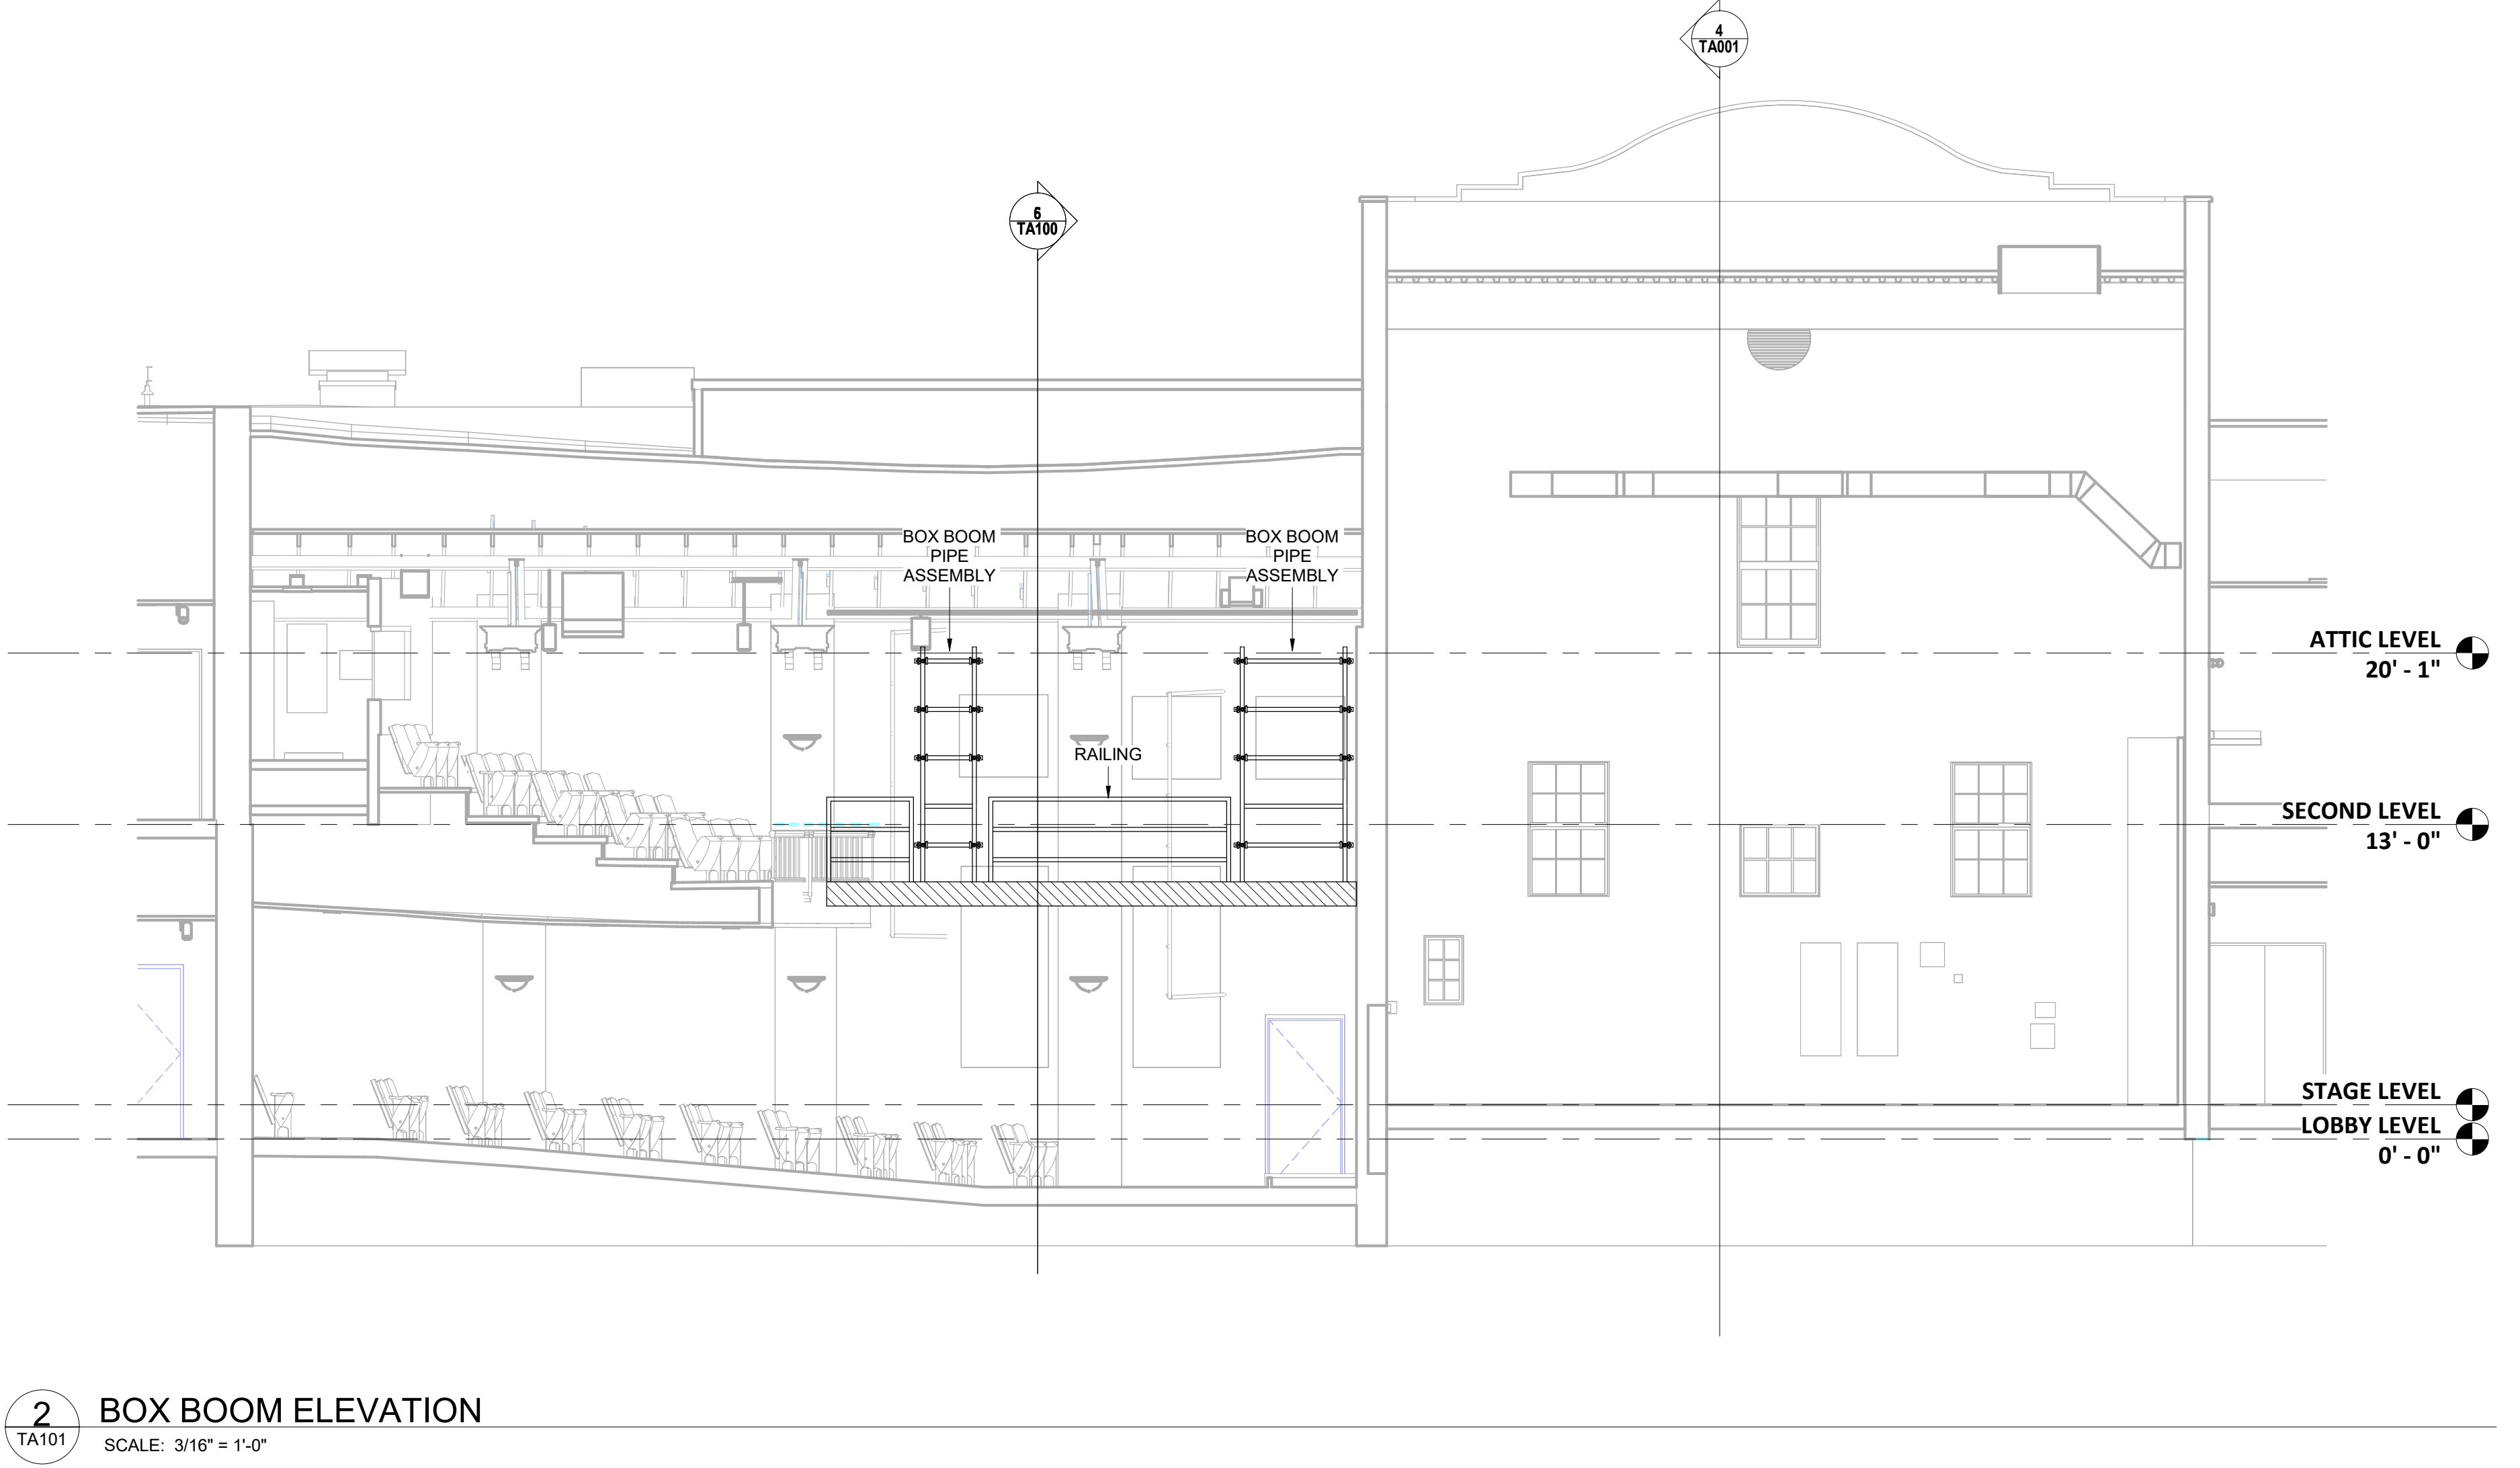 4
TA001
6
TA100
BOX BOOM
PIPE
ASSEMBLY
BOX BOOM
PIPE
ASSEMBLY
ATTIC LEVEL
20' - 1"
RAILING
SECOND LEVEL
13' - 0"
STAGE LEVEL
LOBBY LEVEL
0' - 0"
2
TA101
BOX BOOM ELEVATION
SCALE: 3/16" = 1'-0"